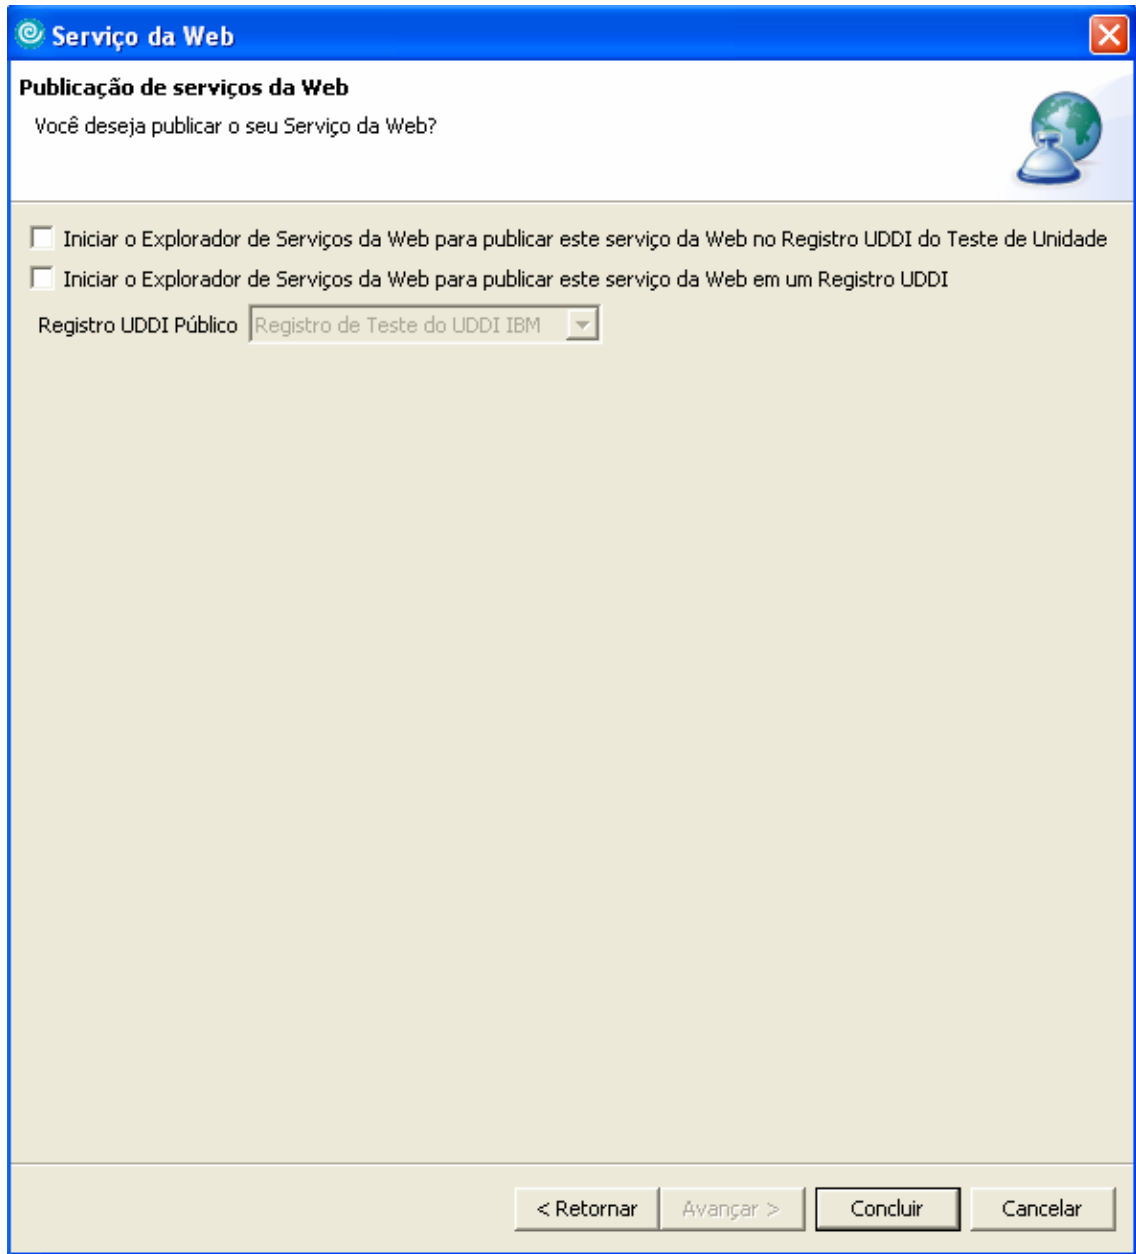 Serviço da Web
Publicação de serviços da Web
Você deseja publicar o seu Serviço da Web?
Iniciar o Explorador de Serviços da Web para publicar este serviço da Web no Registro UDDI do Teste de Unidade
Iniciar o Explorador de Serviços da Web para publicar este serviço da Web em um Registro UDDI
Registro UDDI Público Registro de Teste do UDDI IBM
< Retornar Avançar > Concluir Cancelar